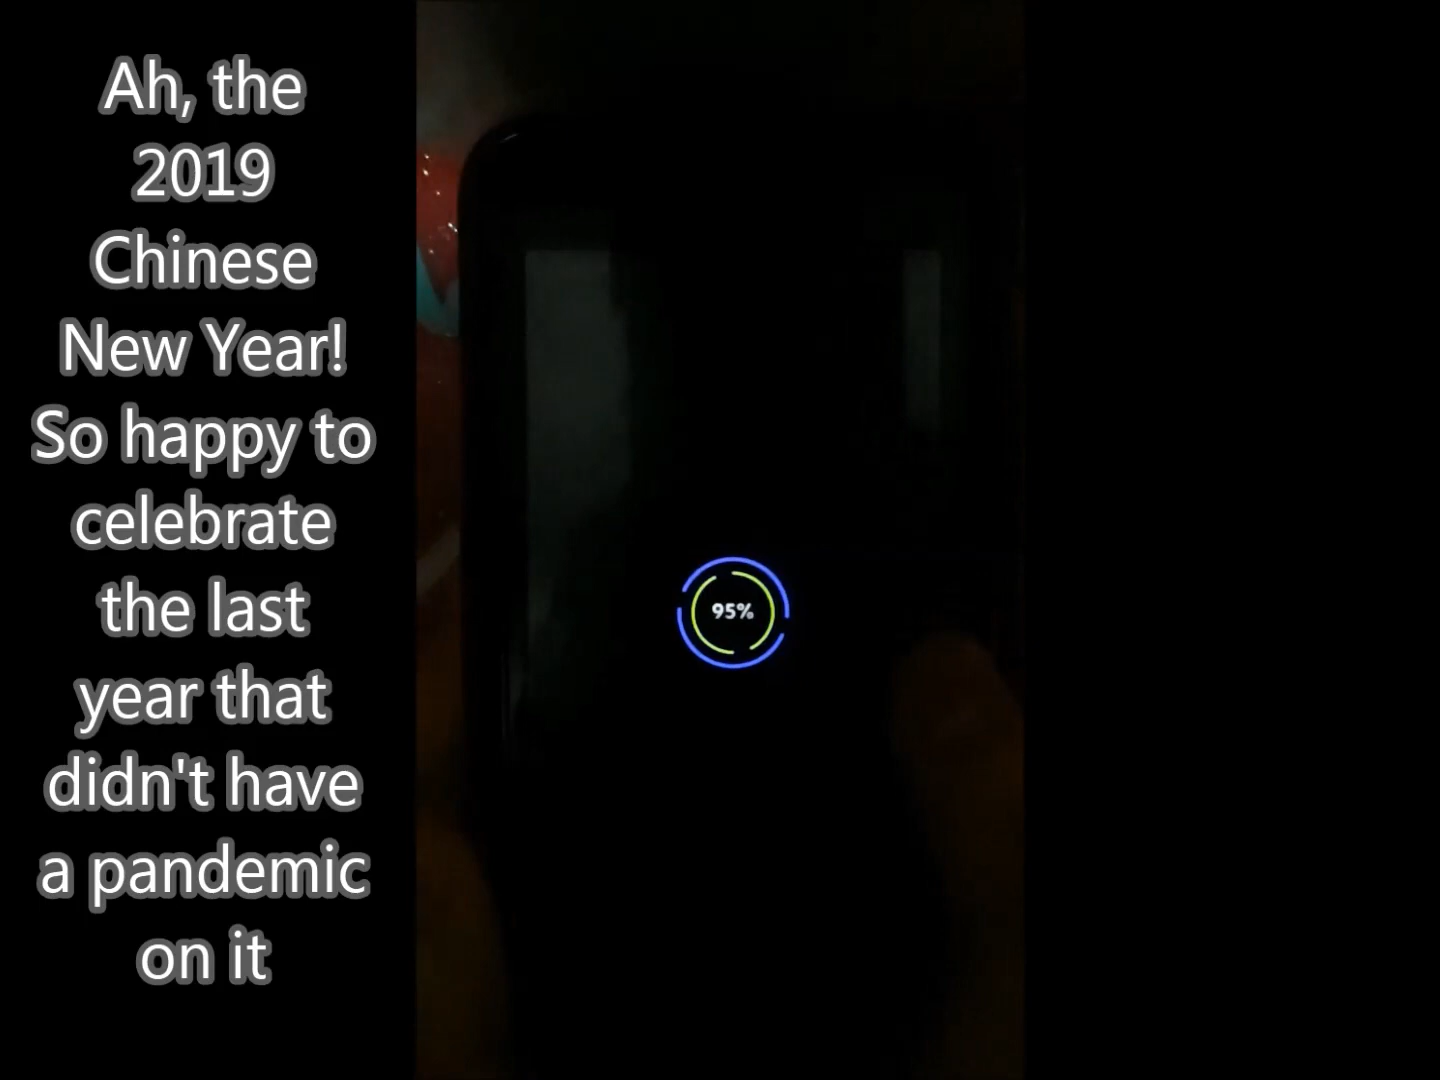 Ah, the
2019
Chinese
New Year!
So happy to
celebrate
the last
year that
didn't have
a pandemic
on it
95%